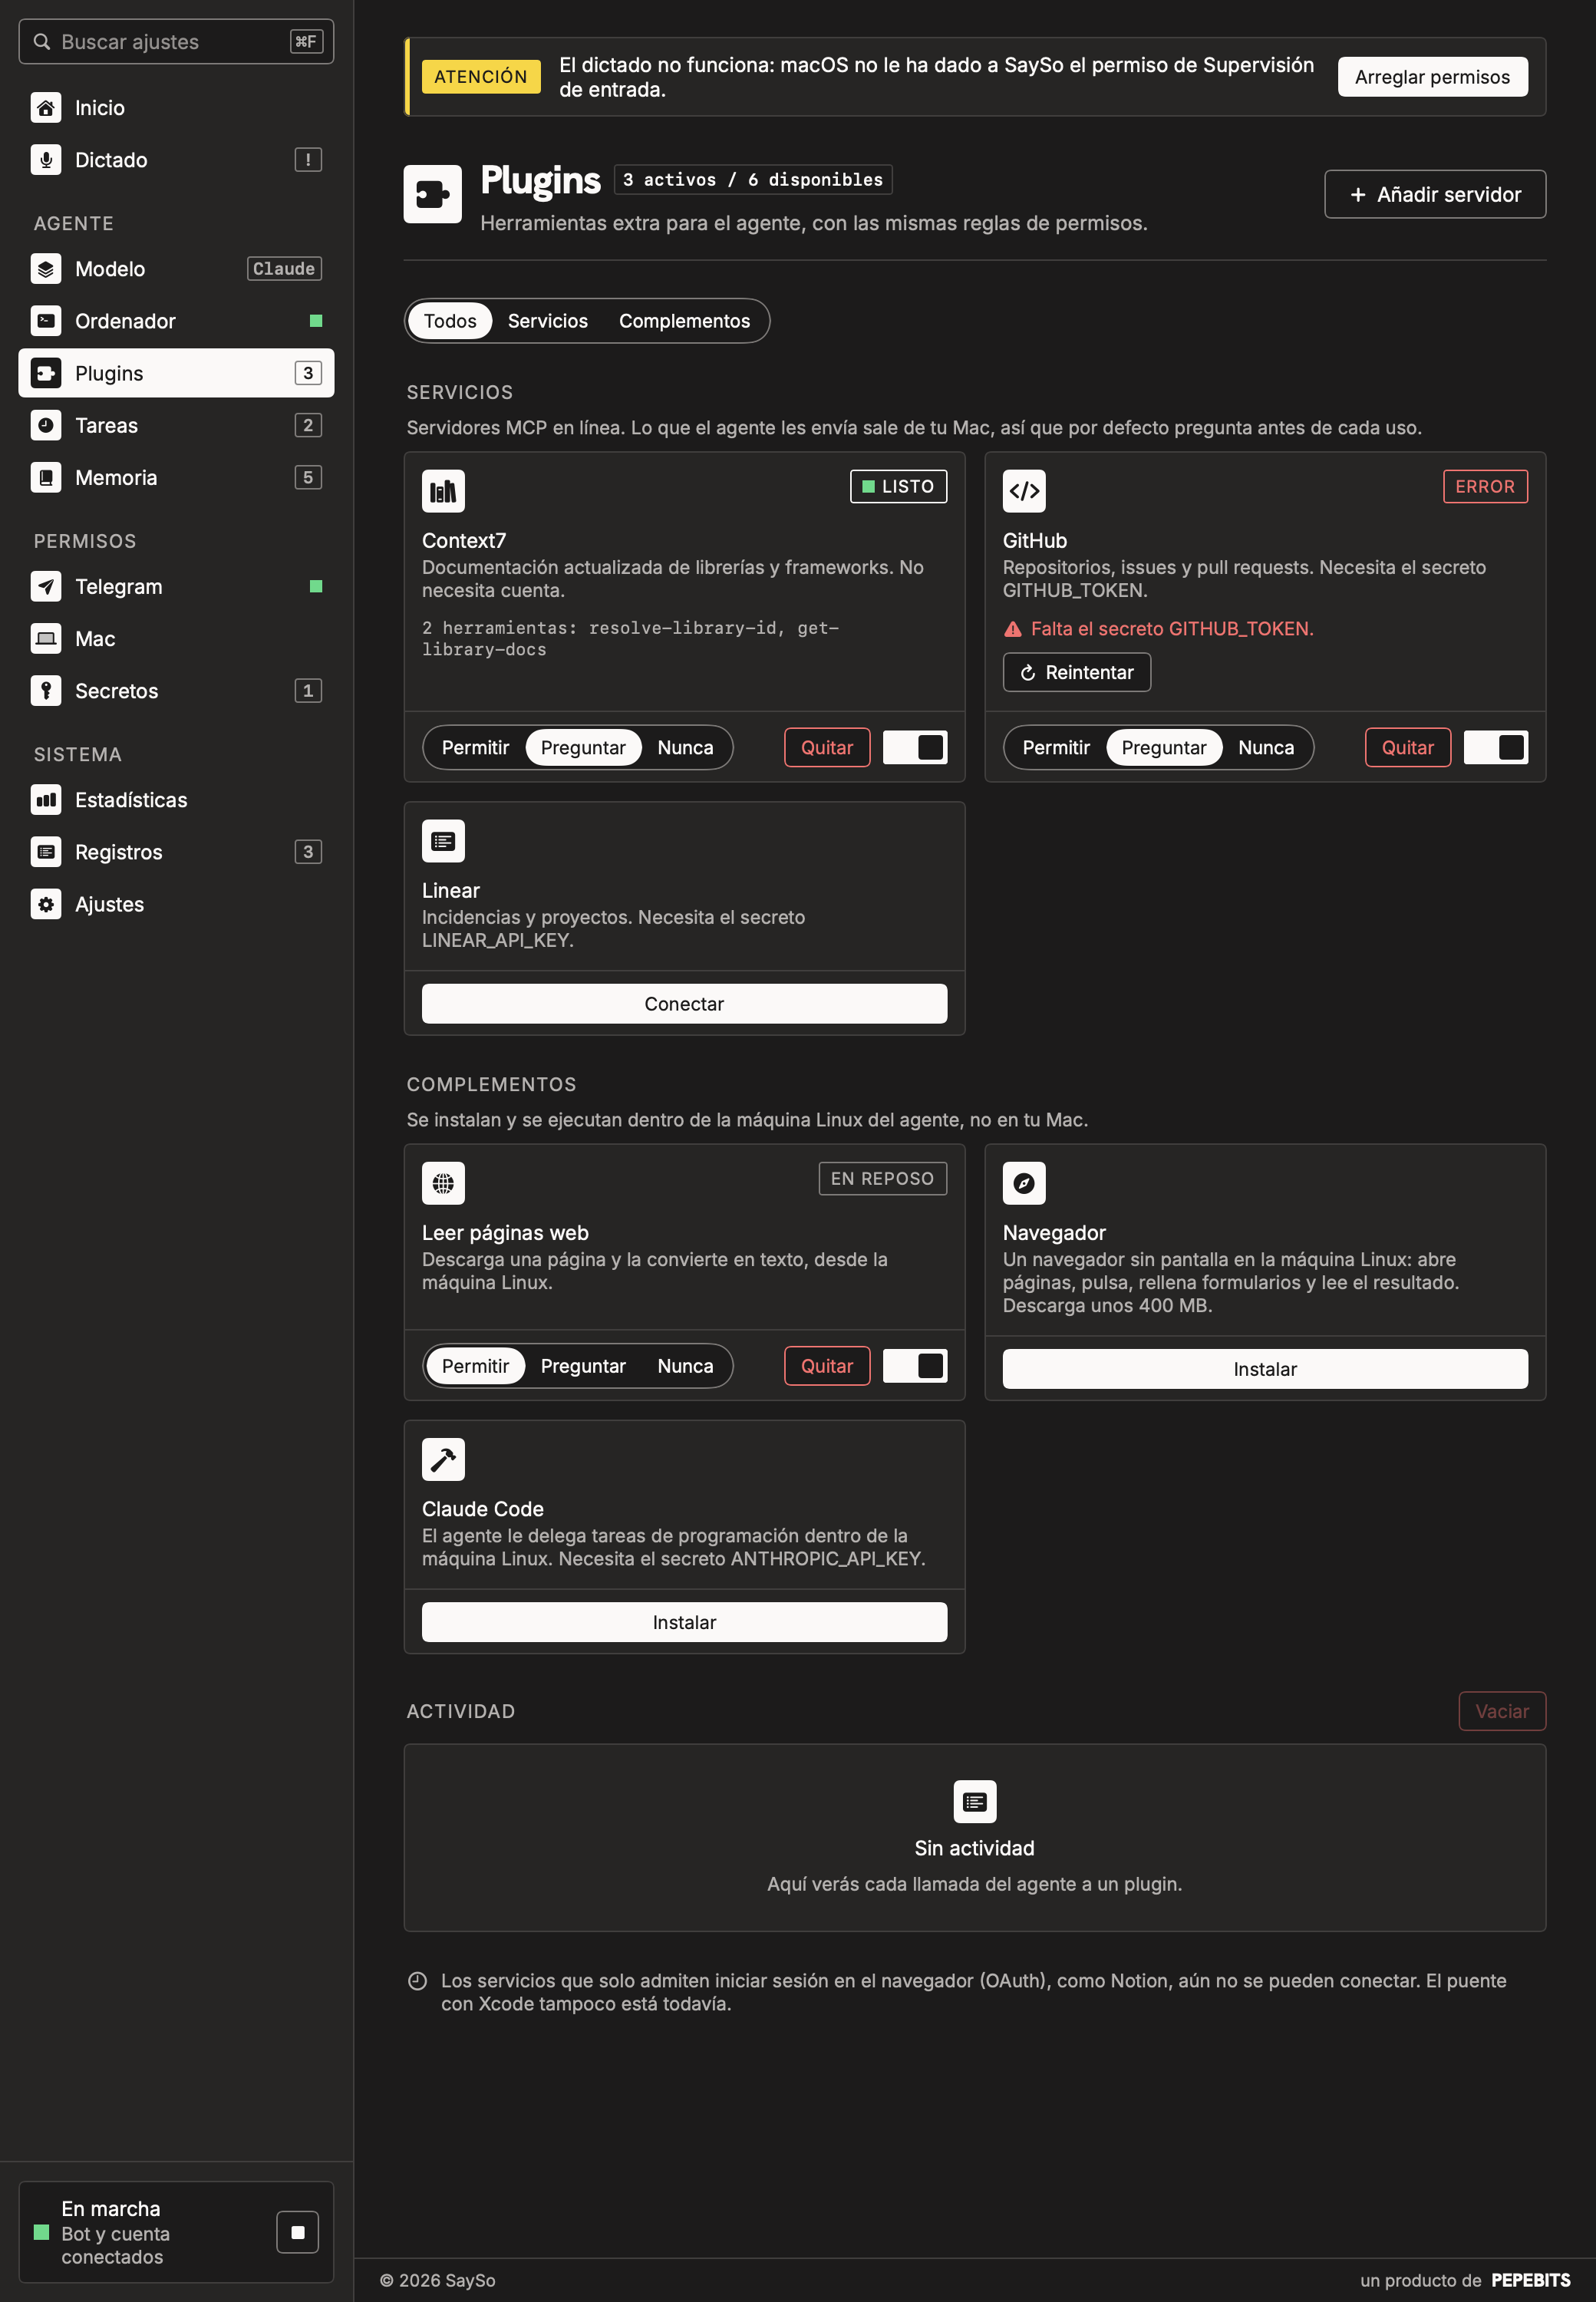 Buscar ajustes ⌘F
Inicio
Dictado !
AGENTE
Modelo Claude
Ordenador
Plugins 3
Tareas 2
Memoria 5
PERMISOS
Telegram
Mac
Secretos 1
SISTEMA
Estadísticas
Registros 3
Ajustes
En marcha
Bot y cuenta
conectados
ATENCIÓN
El dictado no funciona: macOS no le ha dado a SaySo el permiso de Supervisión
de entrada.
Arreglar permisos
Plugins 3 activos / 6 disponibles
Herramientas extra para el agente, con las mismas reglas de permisos.
+ Añadir servidor
Todos Servicios Complementos
SERVICIOS
Servidores MCP en línea. Lo que el agente les envía sale de tu Mac, así que por defecto pregunta antes de cada uso.
LISTO
Context7
Documentación actualizada de librerías y frameworks. No
necesita cuenta.
2 herramientas: resolve-library-id, get-
library-docs
Permitir Preguntar Nunca Quitar
ERROR
GitHub
Repositorios, issues y pull requests. Necesita el secreto
GITHUB_TOKEN.
Falta el secreto GITHUB_TOKEN.
Reintentar
Permitir Preguntar Nunca Quitar
Linear
Incidencias y proyectos. Necesita el secreto
LINEAR_API_KEY.
Conectar
COMPLEMENTOS
Se instalan y se ejecutan dentro de la máquina Linux del agente, no en tu Mac.
EN REPOSO
Leer páginas web
Descarga una página y la convierte en texto, desde la
máquina Linux.
Permitir Preguntar Nunca Quitar
Navegador
Un navegador sin pantalla en la máquina Linux: abre
páginas, pulsa, rellena formularios y lee el resultado.
Descarga unos 400 MB.
Instalar
Claude Code
El agente le delega tareas de programación dentro de la
máquina Linux. Necesita el secreto ANTHROPIC_API_KEY.
Instalar
ACTIVIDAD
Vaciar
Sin actividad
Aquí verás cada llamada del agente a un plugin.
Los servicios que solo admiten iniciar sesión en el navegador (OAuth), como Notion, aún no se pueden conectar. El puente
con Xcode tampoco está todavía.
© 2026 SaySo
un producto de PEPEBITS